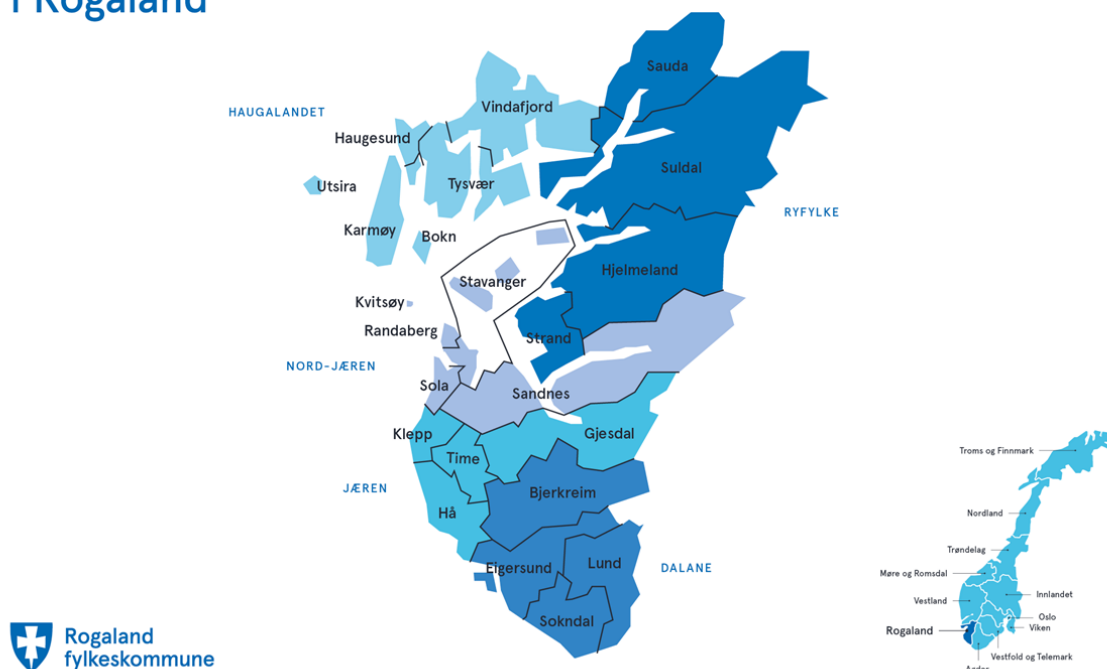 i Rogaland
Sauda
HAUGALANDET
Vindafjord
Haugesund
Suldal
Utsira
Tysvær
RYFYLKE
Karmøy
Bokn
Hjelmeland
Stavanger
Kvitsøy
Randaberg
Strand
NORD-JÆREN
Sola
Sandnes
Klepp
Gjesdal
Time
JÆREN
Bjerkreim
Hå
Eigersund
Lund
DALANE
Sokndal
Troms og Finnmark
Nordland
Trøndelag
Møre og Romsdal
Innlandet
Vestland
Oslo
Viken
Rogaland
Vestfold og Telemark
Agder
Rogaland
fylkeskommune